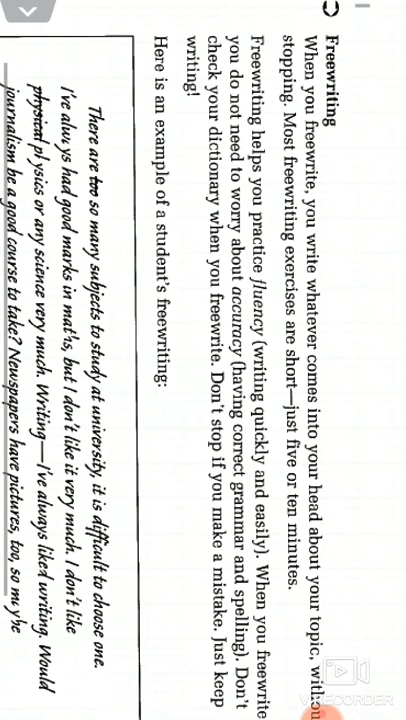 Freewriting
When you freewrite, you write whatever comes into your head about your topic, withou
stopping. Most freewriting exercises are short—just five or ten minutes.
Freewriting helps you practice fluency (writing quickly and easily). When you freewrite
you do not need to worry about accuracy (having correct grammar and spelling). Don't
check your dictionary when you freewrite. Don't stop if you make a mistake. Just keep
writing!
Here is an example of a student's freewriting:
There are too so many subjects to study at university, it is difficult to choose one.
I've always had good marks in maths, but I don't like it very much. I don't like
physical physics or any science very much. Writing—I've always liked writing. Would
journalism be a good course to take? Newspapers have pictures, too, so maybe
VRECORDER